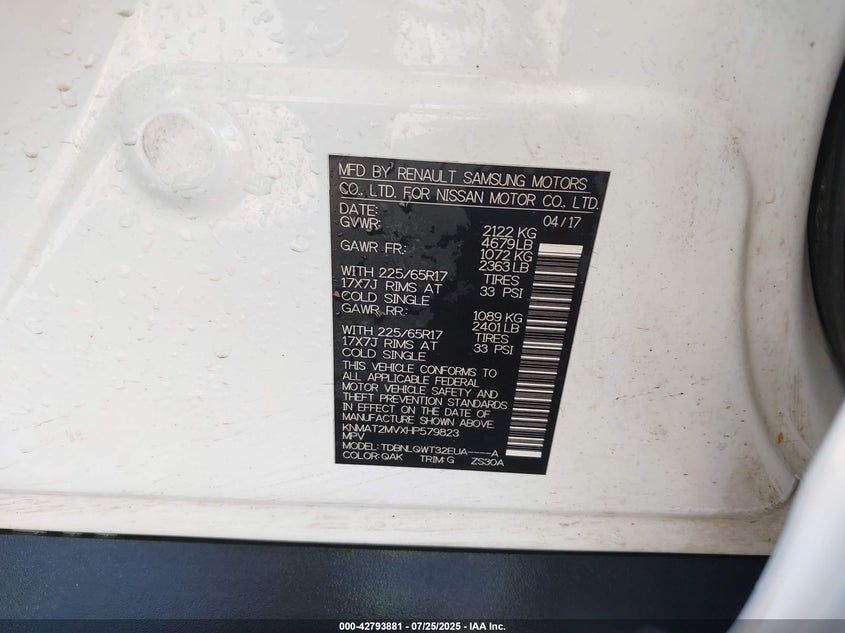 MFD BY RENAULT SAMSUNG MOTORS
CO., LTD. FOR NISSAN MOTOR CO., LTD.
DATE: 04/17
GVWR: 2122 KG
4679LB
GAWR FR.: 1072 KG
2363 LB
WITH 225/65R17 TIRES
17X7J RIMS AT 33 PSI
COLD SINGLE
GAWR RR.: 1089 KG
2401 LB
WITH 225/65R17 TIRES
17X7J RIMS AT 33 PSI
COLD SINGLE
THIS VEHICLE CONFORMS TO
ALL APPLICABLE FEDERAL
MOTOR VEHICLE SAFETY AND
THEFT PREVENTION STANDARDS
IN EFFECT ON THE DATE OF
MANUFACTURE SHOWN ABOVE.
KNMAT2MVXHP579823
MPV
MODEL: TDBNLQWT32EUA----A
COLOR: QAK TRIM: G ZS30A
000-42793881 / 07/25/2025 - IAA Inc.